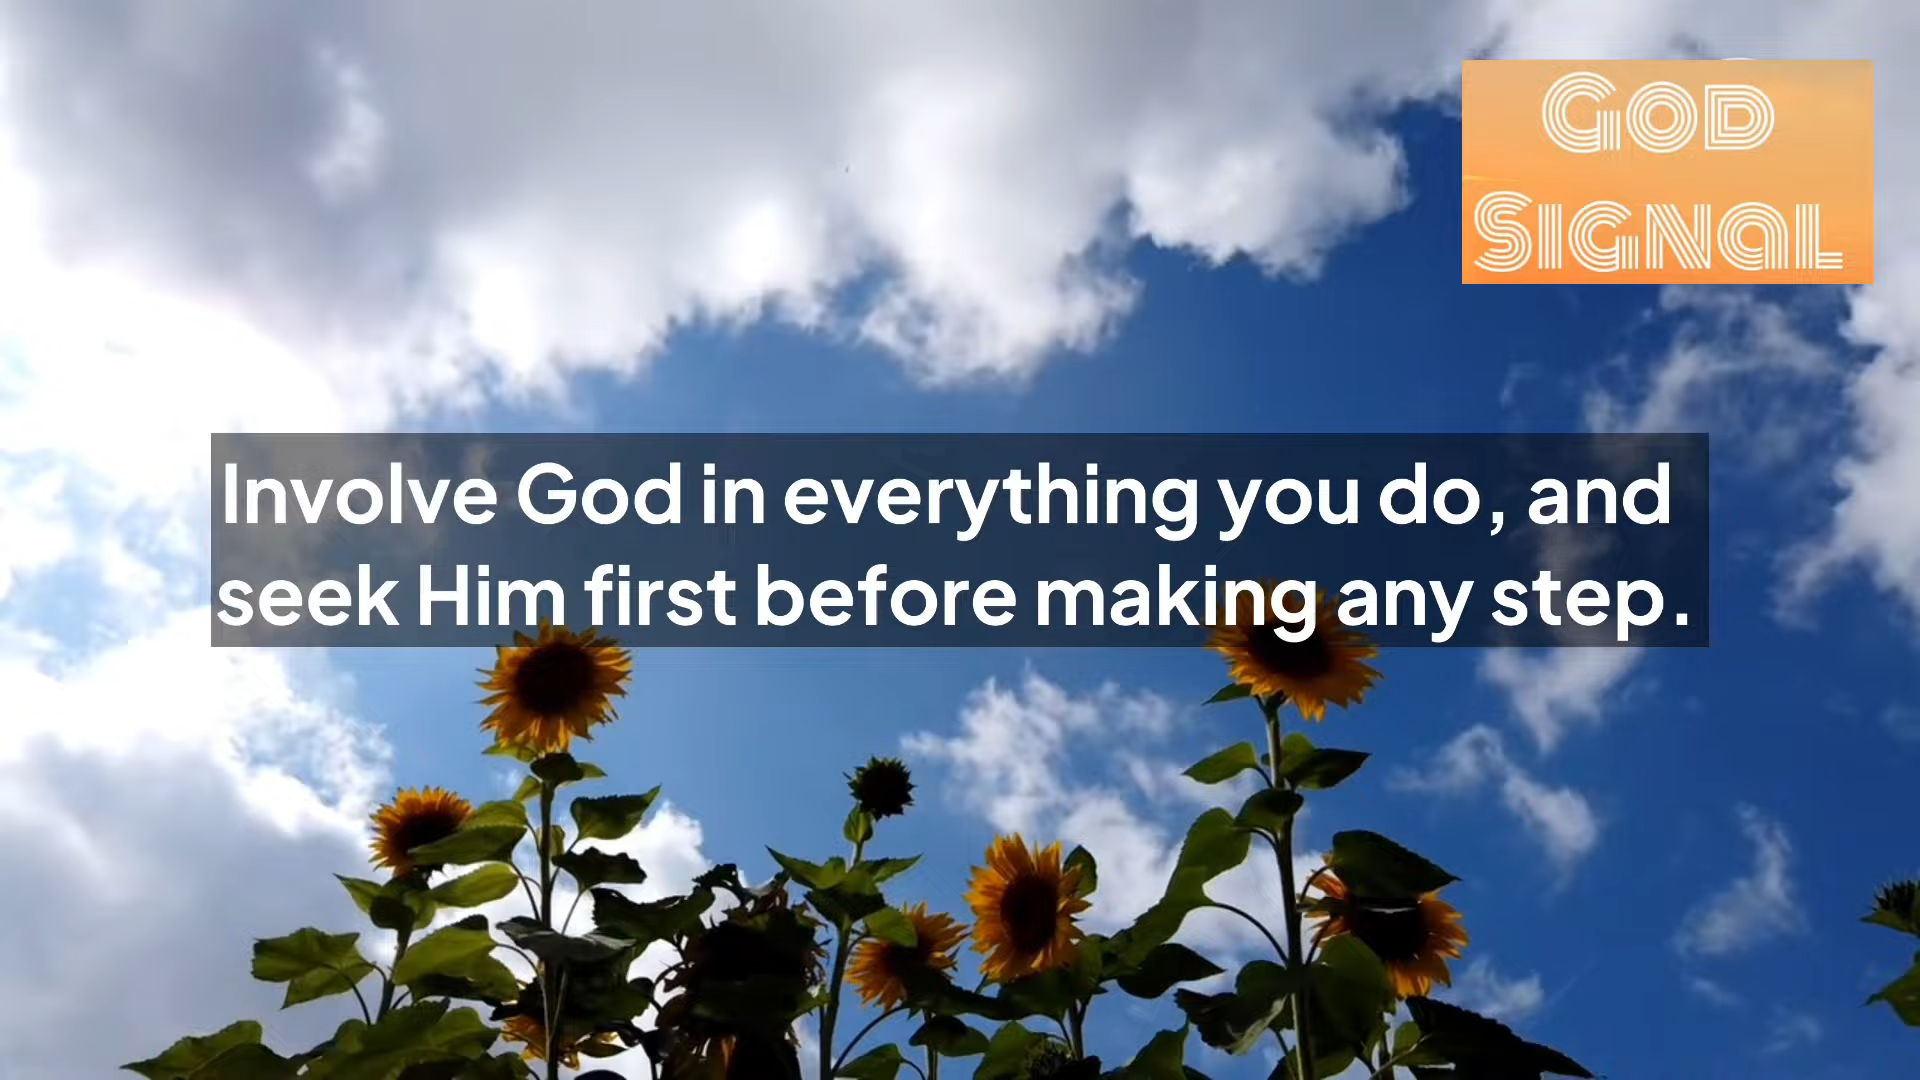 GOD
SIGNAL
Involve God in everything you do, and
seek Him first before making any step.